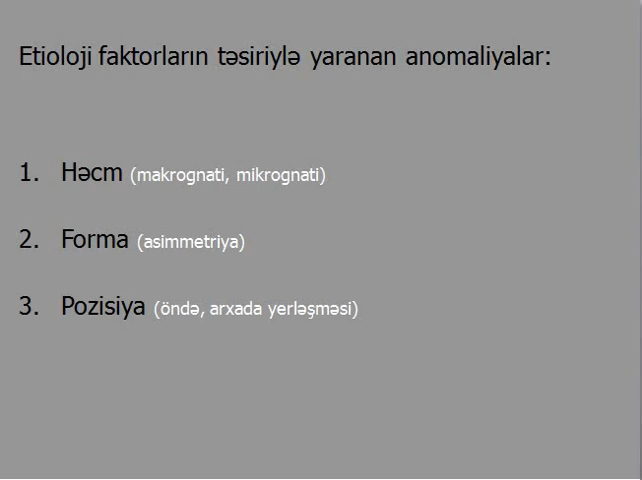 Etioloji faktorların təsiriylə yaranan anomaliyalar:
1. Həcm (makrognati, mikrognati)
2. Forma (asimmetriya)
3. Pozisiya (öndə, arxada yerləşməsi)